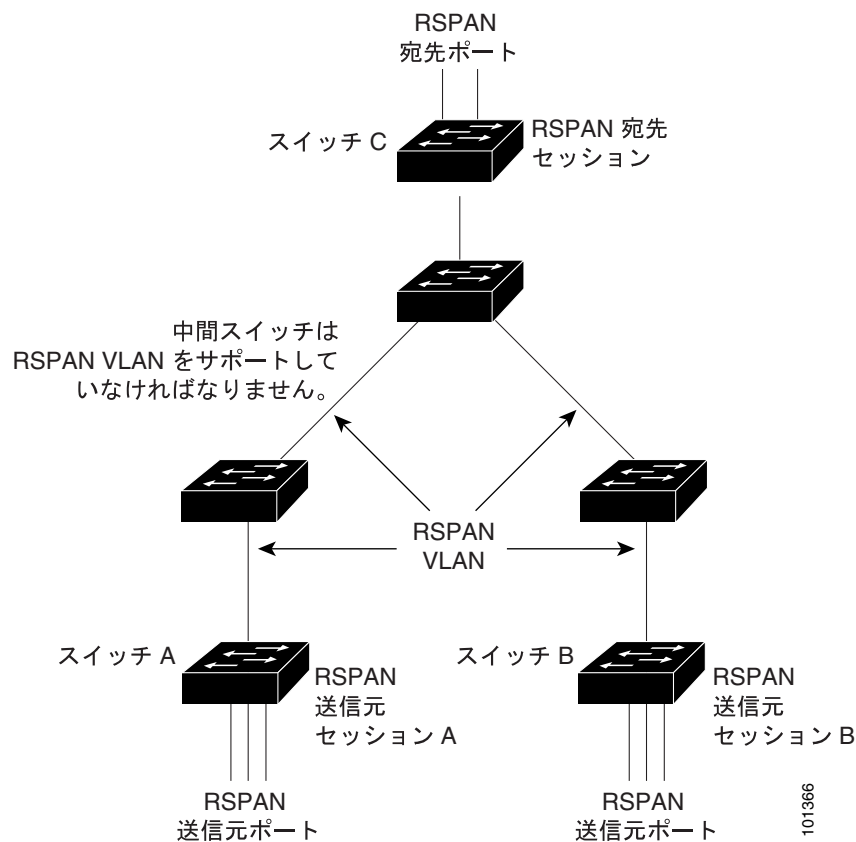 RSPAN
宛先ポート
スイッチ C
RSPAN 宛先
セッション
中間スイッチは
RSPAN VLAN をサポートして
いなければなりません。
RSPAN
VLAN
スイッチ A
RSPAN
送信元
セッション A
スイッチ B
RSPAN
送信元
セッション B
RSPAN
送信元ポート
RSPAN
送信元ポート
101366